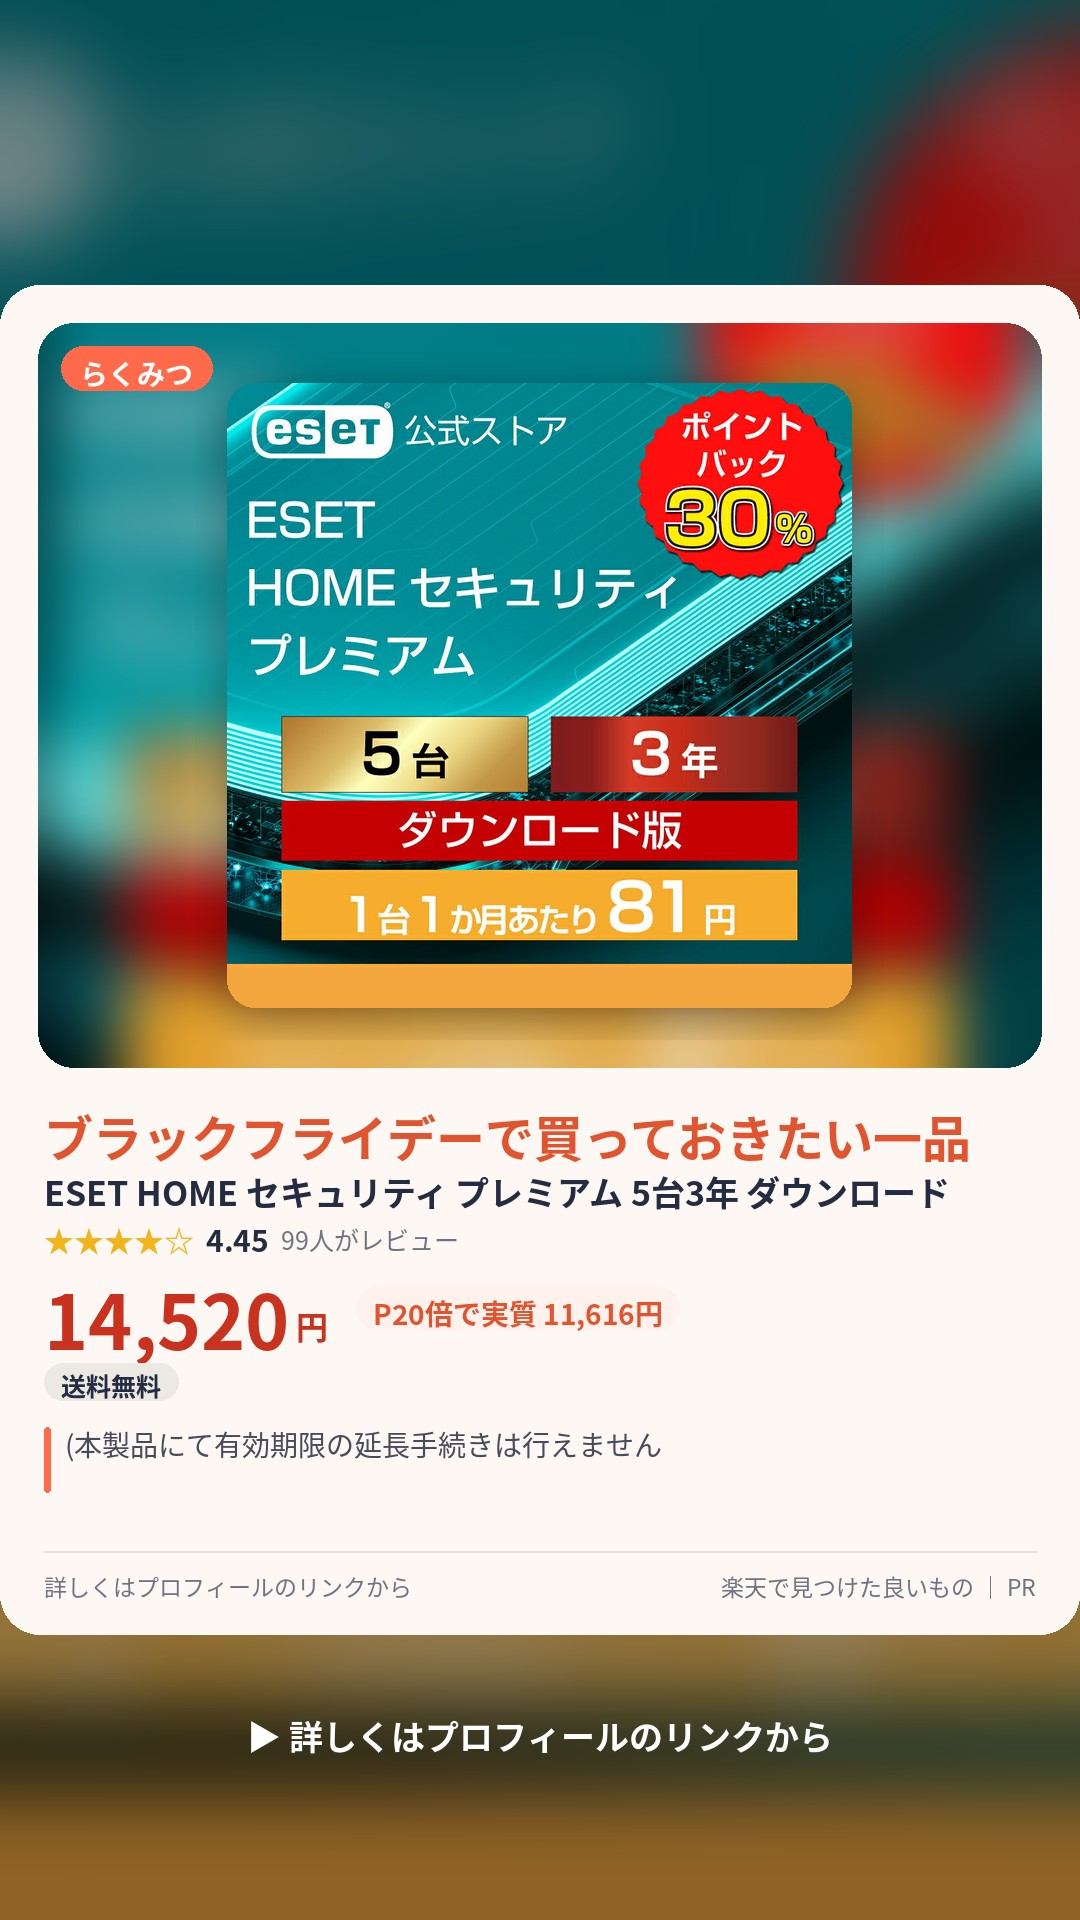 らくみつ
eset 公式ストア
ポイント
バック
30%
ESET
HOME セキュリティ
プレミアム
5台
3年
ダウンロード版
1台1か月あたり81円
ブラックフライデーで買っておきたい一品
ESET HOME セキュリティ プレミアム 5台3年 ダウンロード
★★★★☆ 4.45 99人がレビュー
14,520円 P20倍で実質 11,616円
送料無料
(本製品にて有効期限の延長手続きは行えません
詳しくはプロフィールのリンクから
楽天で見つけた良いもの｜PR
▶ 詳しくはプロフィールのリンクから